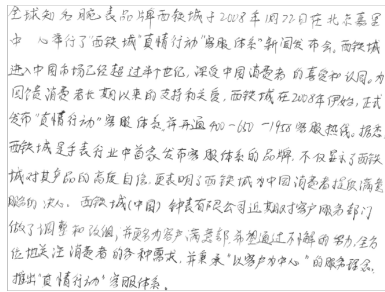 全球知名腕表品牌西铁城于2008年1月22日在北京嘉里
中心举行了"西铁城"真情行动"客服体系"新闻发布会。西铁城
进入中国市场已经超过半个世纪，深受中国消费者的喜爱和认同。为
回馈消费者长期以来的支持和关爱，西铁城在2008年伊始，正式
发布"真情行动"客服体系，并开通400-650-1958客服热线。据悉
西铁城是手表行业中首家发布客服体系的品牌，不仅显示了西铁
城对其产品的高度自信，更表明了西铁城为中国消费者提供满意
服务的决心。西铁城(中国)钟表有限公司近期对客户服务部门
做了调整和改组，并更名为客户满意部，希望通过不懈的努力，全方
位地关注消费者的各种需求，并秉承"以客户为中心"的服务理念，
推出"真情行动"客服体系。